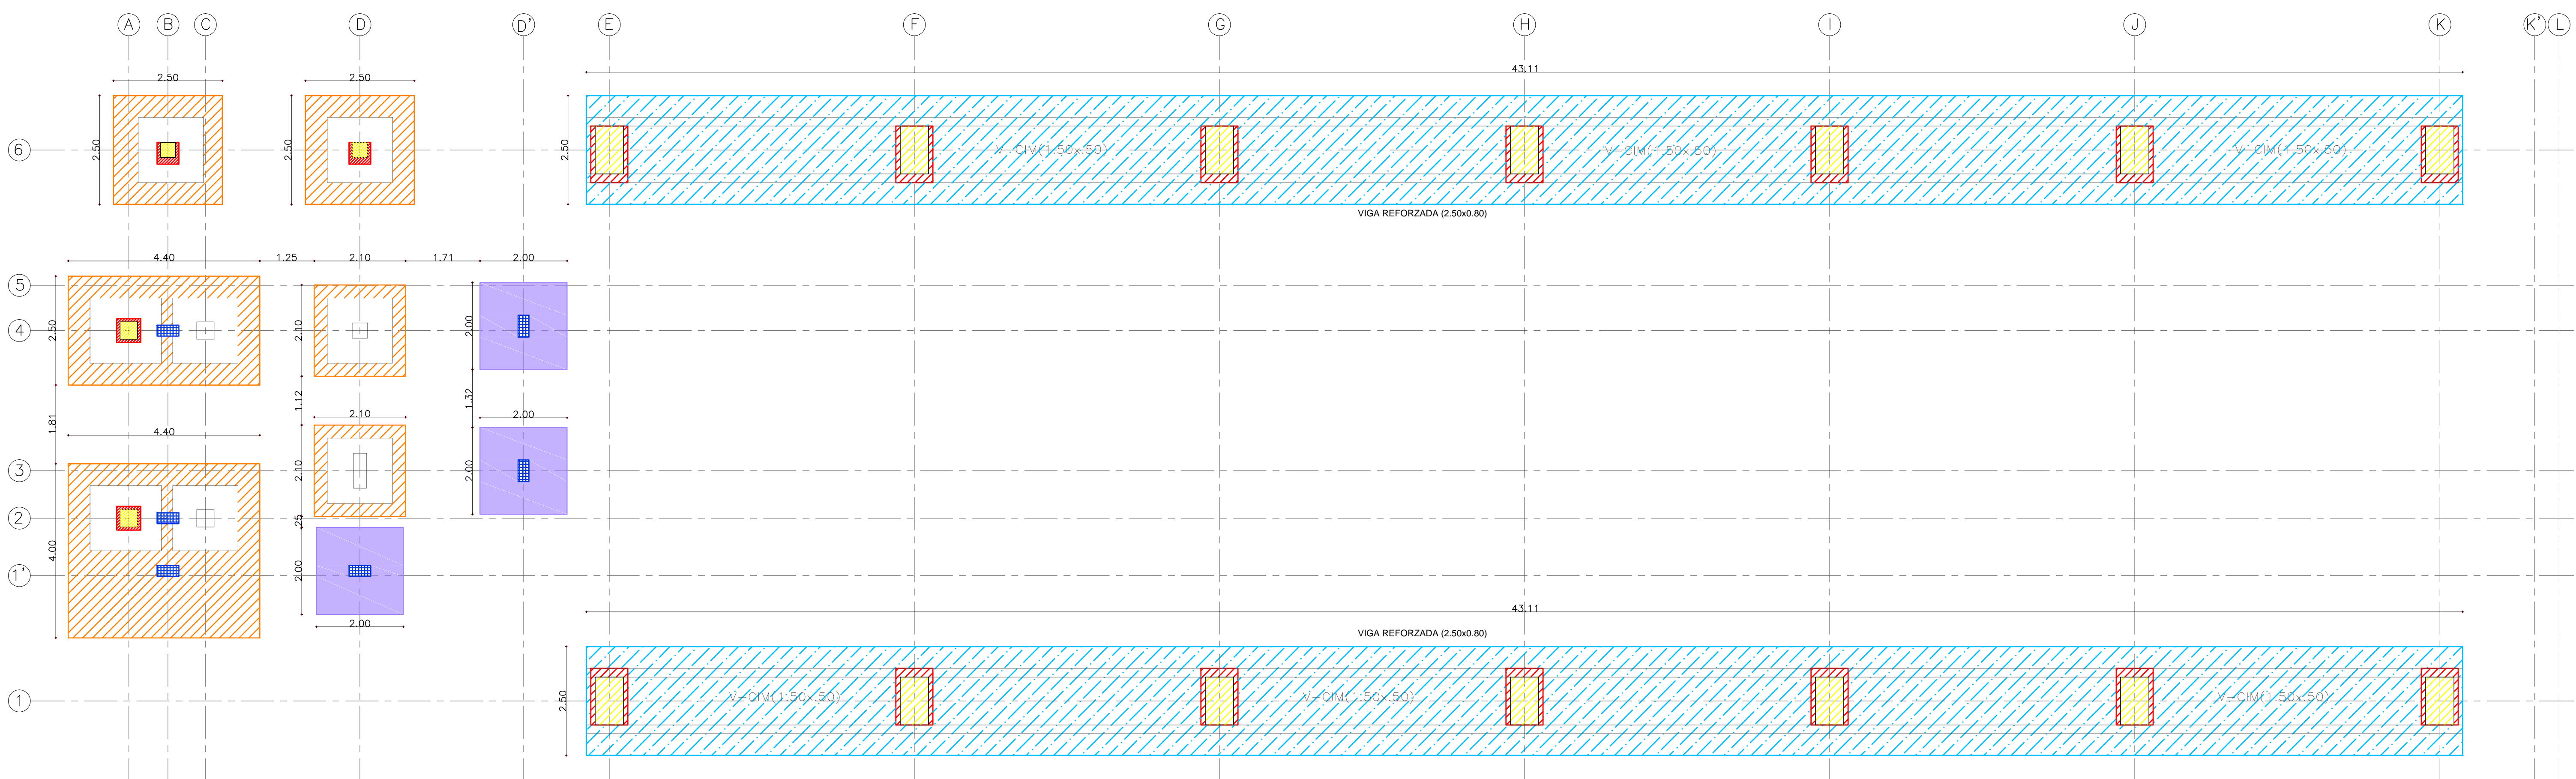 A B C D D' E F G H I J K K' L
2.50 2.50 43.11
6 2.50 2.50 2.50 V-CIM(1.50x.50) V-CIM(1.50x.50) V-CIM(1.50x.50)
VIGA REFORZADA (2.50x0.80)
4.40 1.25 2.10 1.71 2.00
5
4 2.50 2.10 2.00
1.81 1.12 1.32
4.40 2.10 2.00
3 2.10 2.00
2 .25
4.00
1' 2.00
2.00
43.11
VIGA REFORZADA (2.50x0.80)
1 2.50 V-CIM(1.50x.50) V-CIM(1.50x.50) V-CIM(1.50x.50)